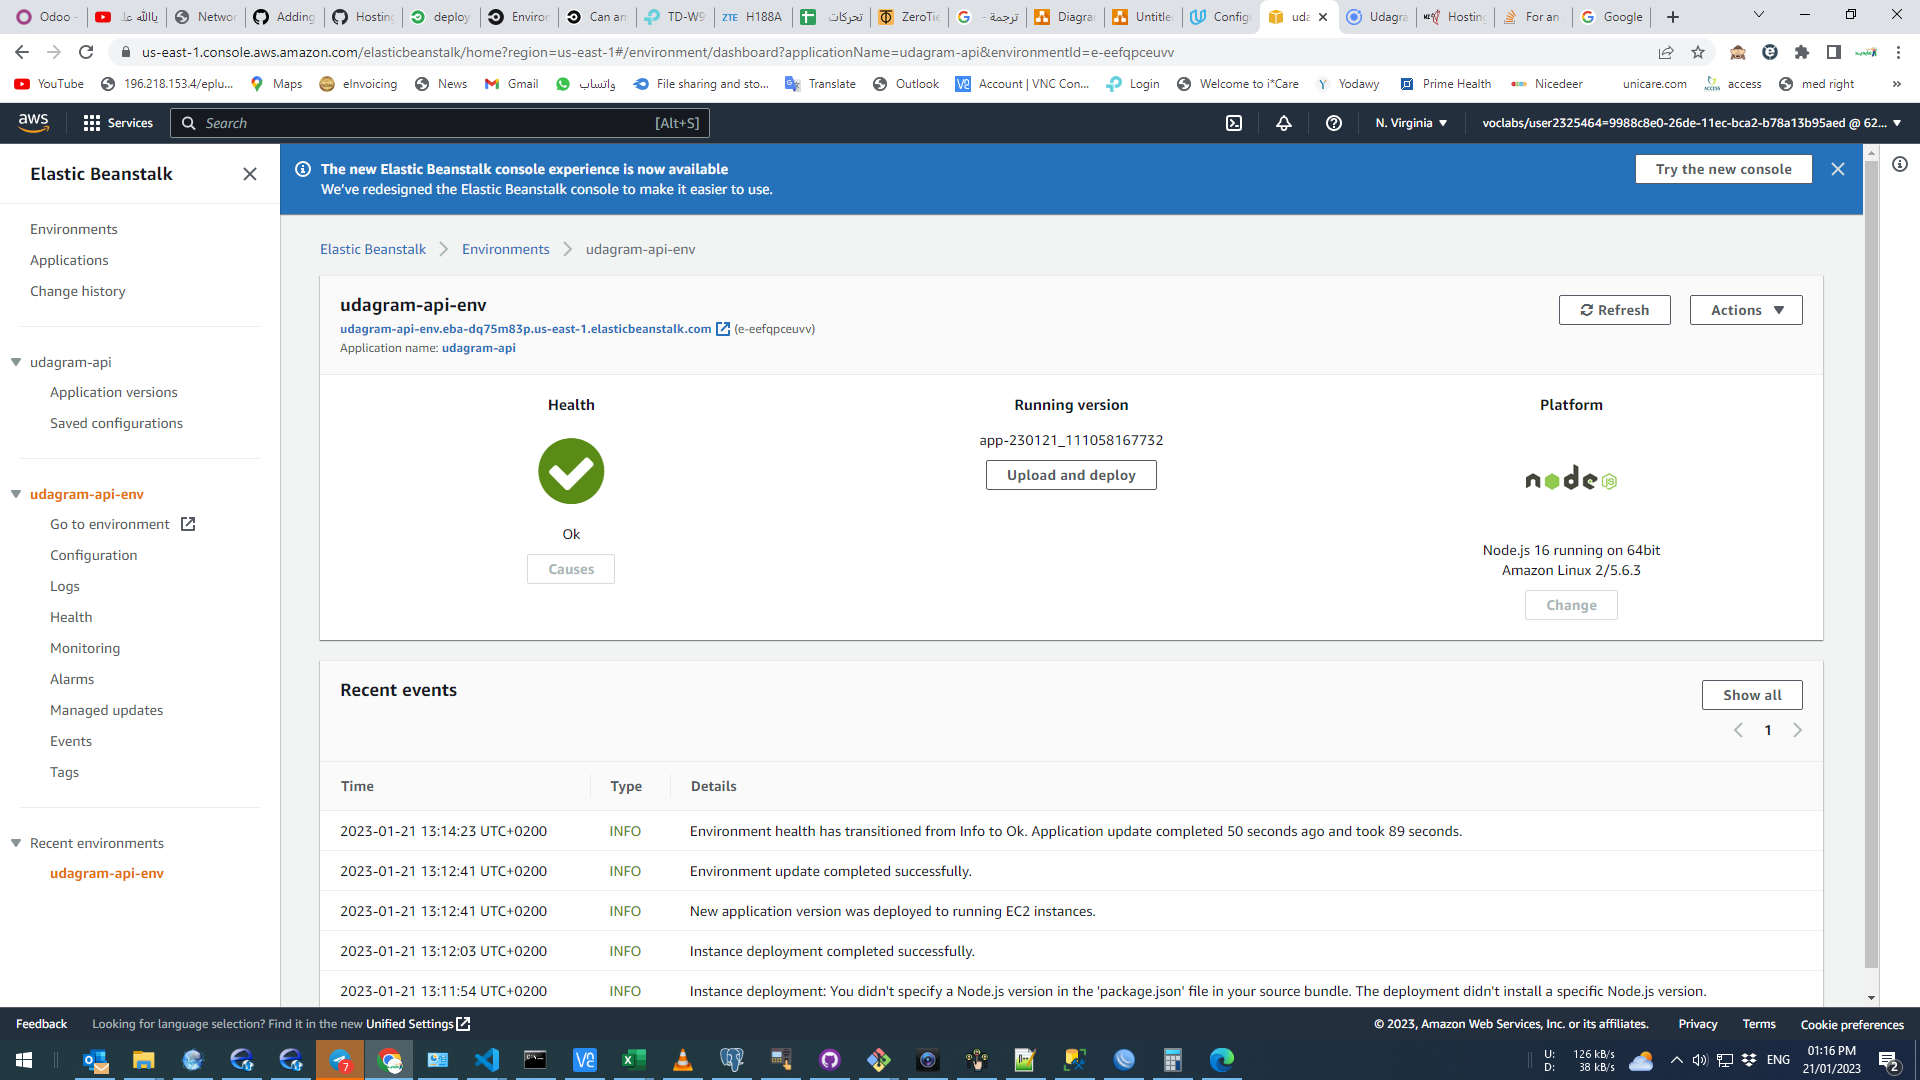 Odoo -
ياالله عل
Networ
Adding
Hosting
deploy
Environ
Can an
TD-W9
H188A
تحركات
ZeroTie
ترجمة -
Diagra
Untitle
Config
uda
Udagra
Hosting
For an
Google
us-east-1.console.aws.amazon.com/elasticbeanstalk/home?region=us-east-1#/environment/dashboard?applicationName=udagram-api&environmentId=e-eefqpceuvv
YouTube
196.218.153.4/eplu...
Maps
eInvoicing
News
Gmail
واتساب
File sharing and sto...
Translate
Outlook
Account | VNC Con...
Login
Welcome to i*Care
Yodawy
Prime Health
Nicedeer
unicare.com
access
med right
»
aws
Services
Search
[Alt+S]
N. Virginia
voclabs/user2325464=9988c8e0-26de-11ec-bca2-b78a13b95aed @ 62...
Elastic Beanstalk
Environments
Applications
Change history
udagram-api
Application versions
Saved configurations
udagram-api-env
Go to environment
Configuration
Logs
Health
Monitoring
Alarms
Managed updates
Events
Tags
Recent environments
udagram-api-env
The new Elastic Beanstalk console experience is now available
We've redesigned the Elastic Beanstalk console to make it easier to use.
Try the new console
Elastic Beanstalk
Environments
udagram-api-env
udagram-api-env
udagram-api-env.eba-dq75m83p.us-east-1.elasticbeanstalk.com (e-eefqpceuvv)
Application name: udagram-api
Refresh
Actions
Health
Ok
Causes
Running version
app-230121_111058167732
Upload and deploy
Platform
node JS
Node.js 16 running on 64bit
Amazon Linux 2/5.6.3
Change
Recent events
Show all
1
Time Type Details
2023-01-21 13:14:23 UTC+0200 INFO Environment health has transitioned from Info to Ok. Application update completed 50 seconds ago and took 89 seconds.
2023-01-21 13:12:41 UTC+0200 INFO Environment update completed successfully.
2023-01-21 13:12:41 UTC+0200 INFO New application version was deployed to running EC2 instances.
2023-01-21 13:12:03 UTC+0200 INFO Instance deployment completed successfully.
2023-01-21 13:11:54 UTC+0200 INFO Instance deployment: You didn't specify a Node.js version in the 'package.json' file in your source bundle. The deployment didn't install a specific Node.js version.
Feedback
Looking for language selection? Find it in the new Unified Settings
© 2023, Amazon Web Services, Inc. or its affiliates.
Privacy
Terms
Cookie preferences
7
U: 126 kB/s
D: 38 kB/s
ENG
01:16 PM
21/01/2023
2